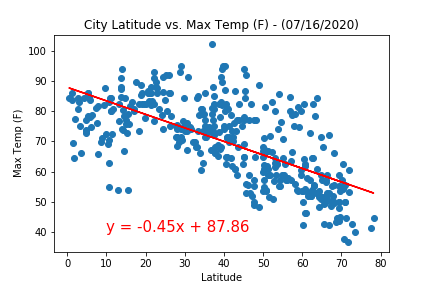 City Latitude vs. Max Temp (F) - (07/16/2020)
100
90
80
70
60
50
40
Max Temp (F)
y = -0.45x + 87.86
0 10 20 30 40 50 60 70 80
Latitude